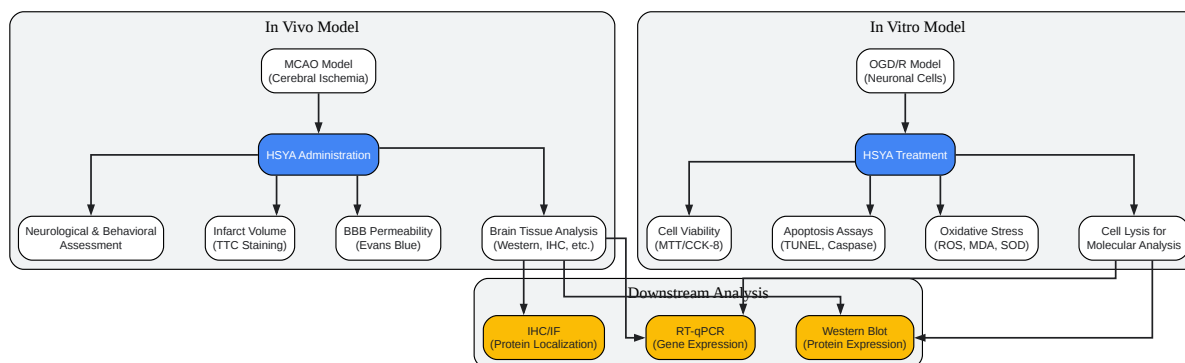 In Vivo Model
MCAO Model
(Cerebral Ischemia)
HSYA Administration
Neurological & Behavioral
Assessment
Infarct Volume
(TTC Staining)
BBB Permeability
(Evans Blue)
Brain Tissue Analysis
(Western, IHC, etc.)
In Vitro Model
OGD/R Model
(Neuronal Cells)
HSYA Treatment
Cell Viability
(MTT/CCK-8)
Apoptosis Assays
(TUNEL, Caspase)
Oxidative Stress
(ROS, MDA, SOD)
Cell Lysis for
Molecular Analysis
Downstream Analysis
IHC/IF
(Protein Localization)
RT-qPCR
(Gene Expression)
Western Blot
(Protein Expression)